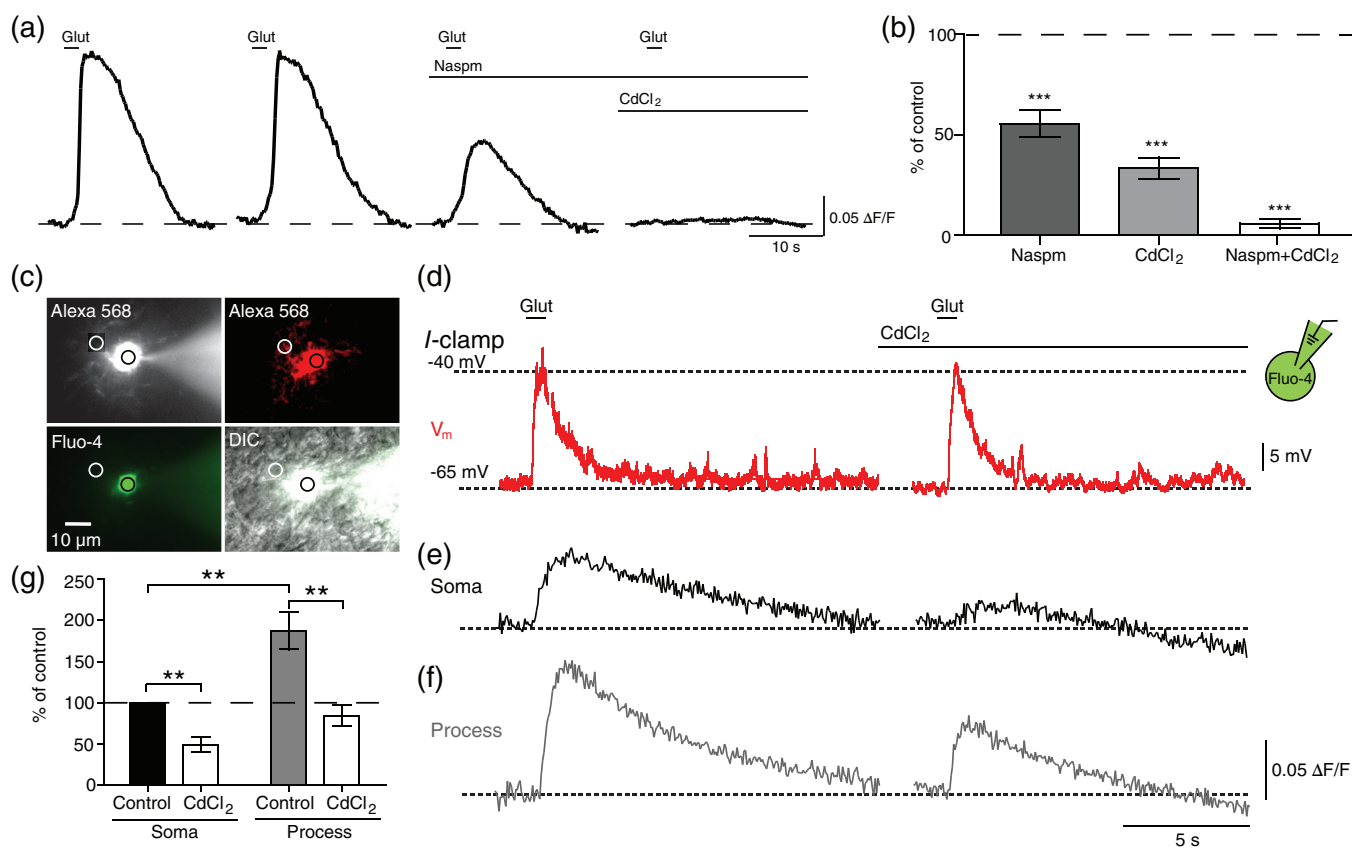 (a)
Glut
Glut
Glut
Glut
Naspm
CdCl2
0.05 ΔF/F
10 s
(b)
% of control
100
50
0
***
***
***
Naspm
CdCl2
Naspm+CdCl2
(c)
Alexa 568
Alexa 568
Fluo-4
DIC
10 µm
(d)
Glut
Glut
CdCl2
I-clamp
-40 mV
Vm
-65 mV
Fluo-4
5 mV
(e)
Soma
(f)
Process
0.05 ΔF/F
5 s
(g)
% of control
250
200
150
100
50
0
**
**
**
Control
CdCl2
Control
CdCl2
Soma
Process